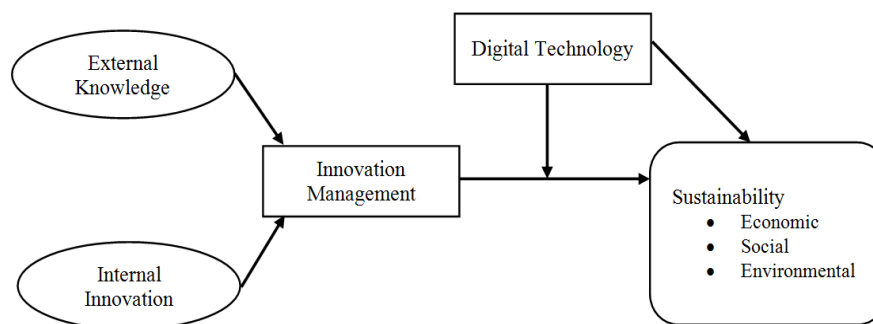 External
Knowledge
Digital Technology
Innovation
Management
Sustainability
• Economic
• Social
• Environmental
Internal
Innovation